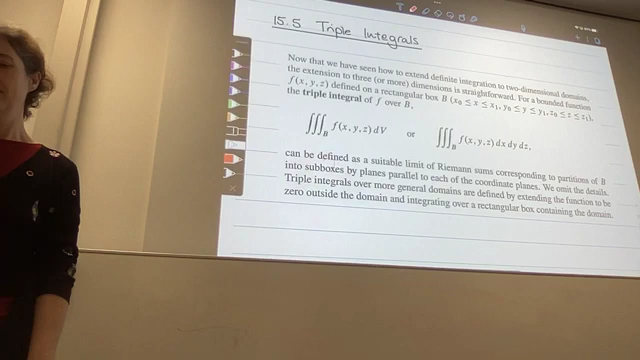 15.5 Triple Integrals
Now that we have seen how to extend definite integration to two-dimensional domains,
the extension to three (or more) dimensions is straightforward. For a bounded function
f(x, y, z) defined on a rectangular box B (x₀ ≤ x ≤ x₁, y₀ ≤ y ≤ y₁, z₀ ≤ z ≤ z₁),
the triple integral of f over B,
∭_B f(x, y, z) dV or ∭_B f(x, y, z) dx dy dz,
can be defined as a suitable limit of Riemann sums corresponding to partitions of B
into subboxes by planes parallel to each of the coordinate planes. We omit the details.
Triple integrals over more general domains are defined by extending the function to be
zero outside the domain and integrating over a rectangular box containing the domain.